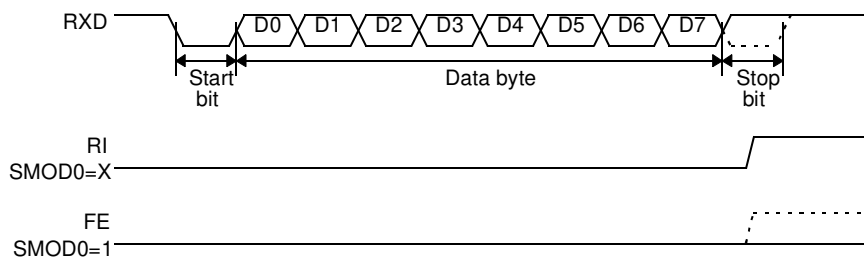 RXD D0 D1 D2 D3 D4 D5 D6 D7
Start bit
Data byte
Stop bit
RI
SMOD0=X
FE
SMOD0=1